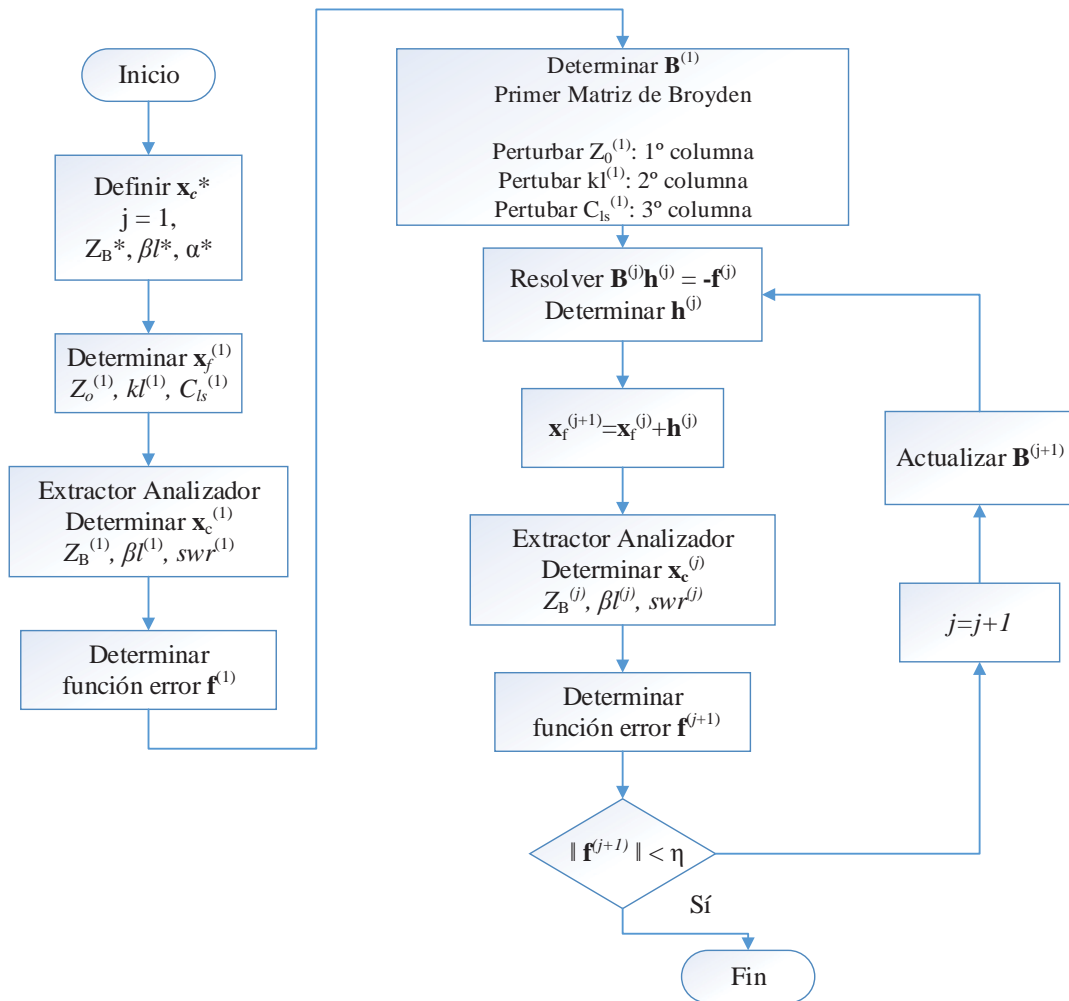 Inicio
Definir x_c*
j = 1,
Z_B*, βl*, α*
Determinar x_f^(1)
Z_o^(1), kl^(1), C_ls^(1)
Extractor Analizador
Determinar x_c^(1)
Z_B^(1), βl^(1), swr^(1)
Determinar
función error f^(1)
Determinar B^(1)
Primer Matriz de Broyden
Perturbar Z_0^(1): 1º columna
Pertubar kl^(1): 2º columna
Pertubar C_ls^(1): 3º columna
Resolver B^(j)h^(j) = -f^(j)
Determinar h^(j)
x_f^(j+1)=x_f^(j)+h^(j)
Extractor Analizador
Determinar x_c^(j)
Z_B^(j), βl^(j), swr^(j)
Determinar
función error f^(j+1)
‖ f^(j+1) ‖ < η
Sí
Fin
j=j+1
Actualizar B^(j+1)